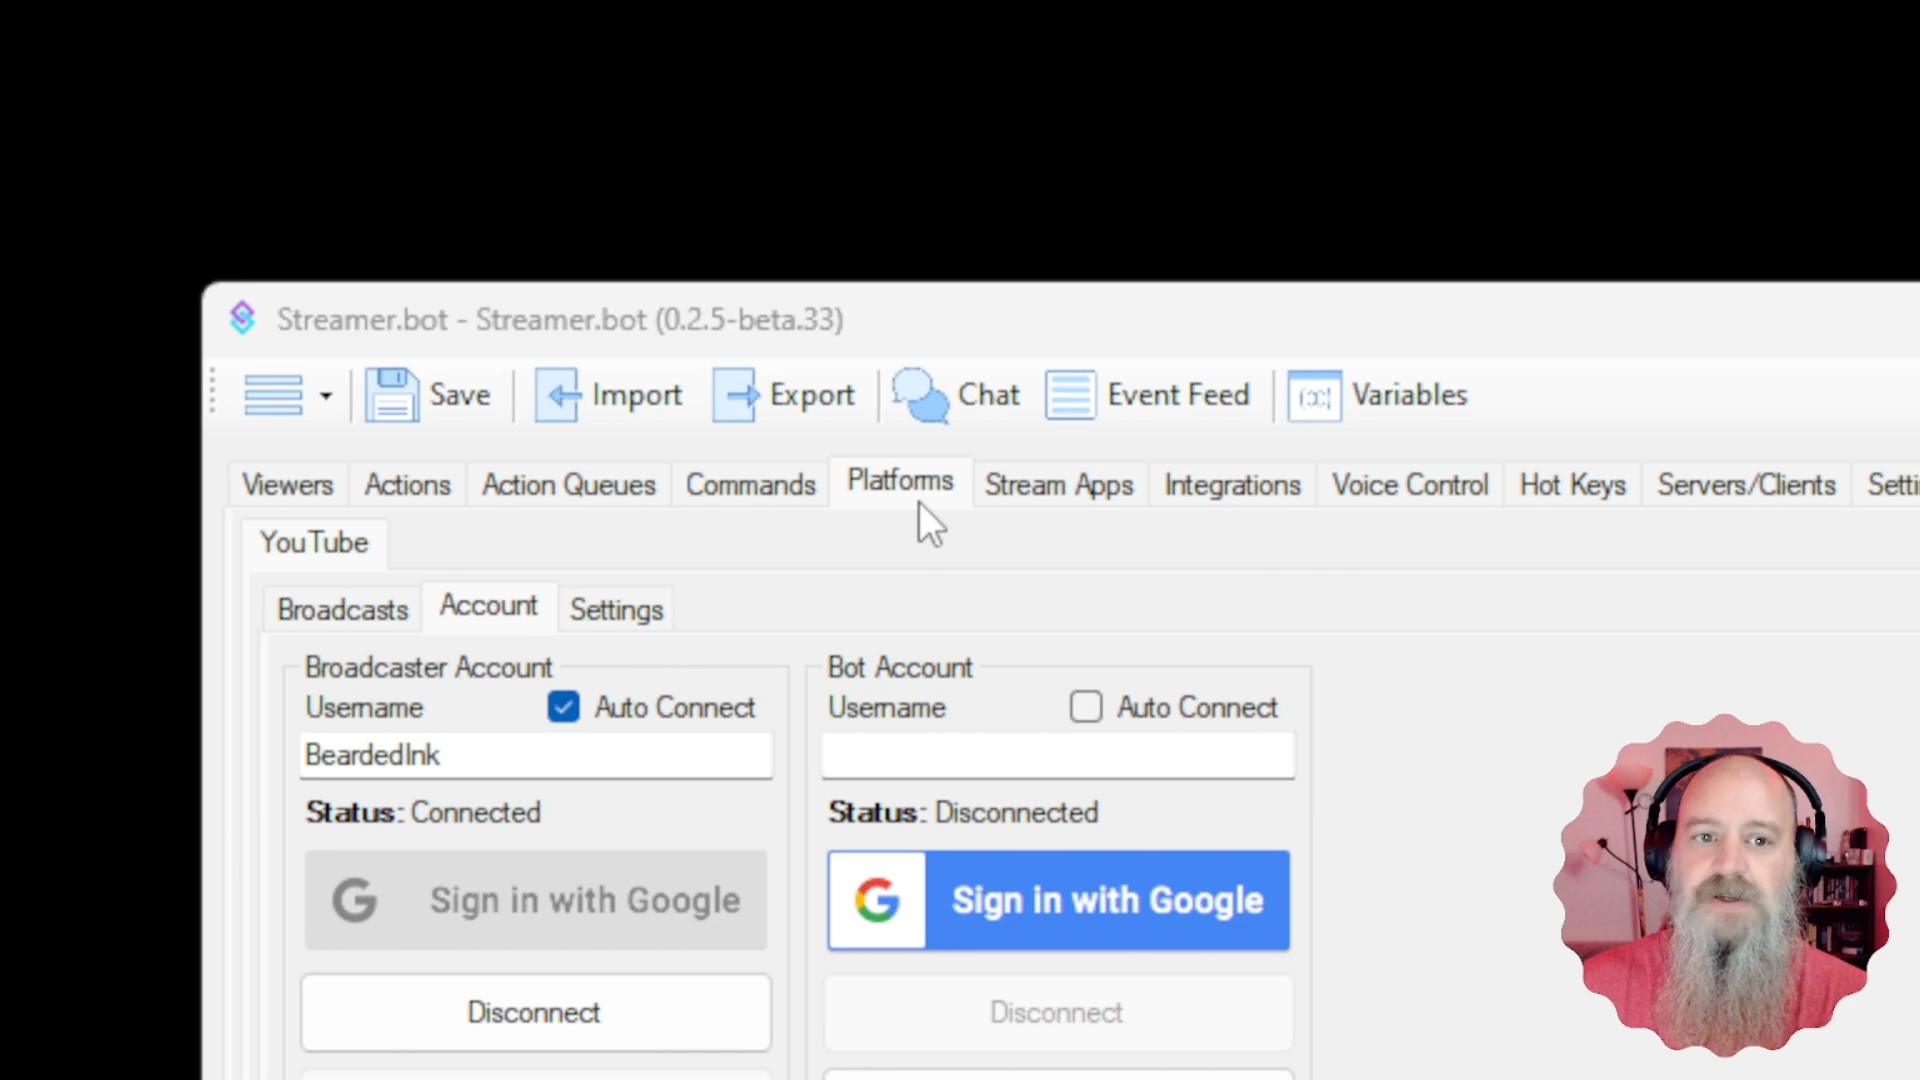 Streamer.bot - Streamer.bot (0.2.5-beta.33)
Save Import Export Chat Event Feed Variables
Viewers Actions Action Queues Commands Platforms Stream Apps Integrations Voice Control Hot Keys Servers/Clients Setti
YouTube
Broadcasts Account Settings
Broadcaster Account Bot Account
Username Auto Connect Username Auto Connect
BeardedInk
Status: Connected Status: Disconnected
G Sign in with Google G Sign in with Google
Disconnect Disconnect